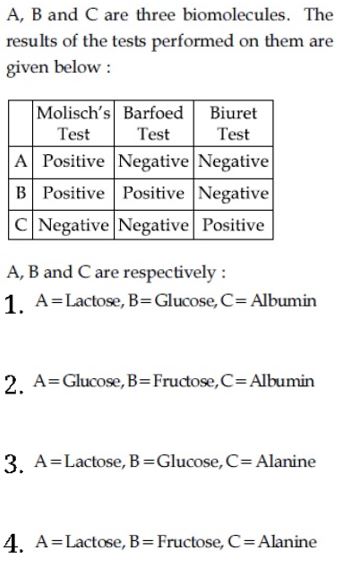 A, B and C are three biomolecules. The
results of the tests performed on them are
given below :
Molisch's Test Barfoed Test Biuret Test
A Positive Negative Negative
B Positive Positive Negative
C Negative Negative Positive
A, B and C are respectively :
1. A=Lactose, B=Glucose, C= Albumin
2. A=Glucose, B=Fructose, C=Albumin
3. A=Lactose, B=Glucose, C= Alanine
4. A=Lactose, B=Fructose, C=Alanine